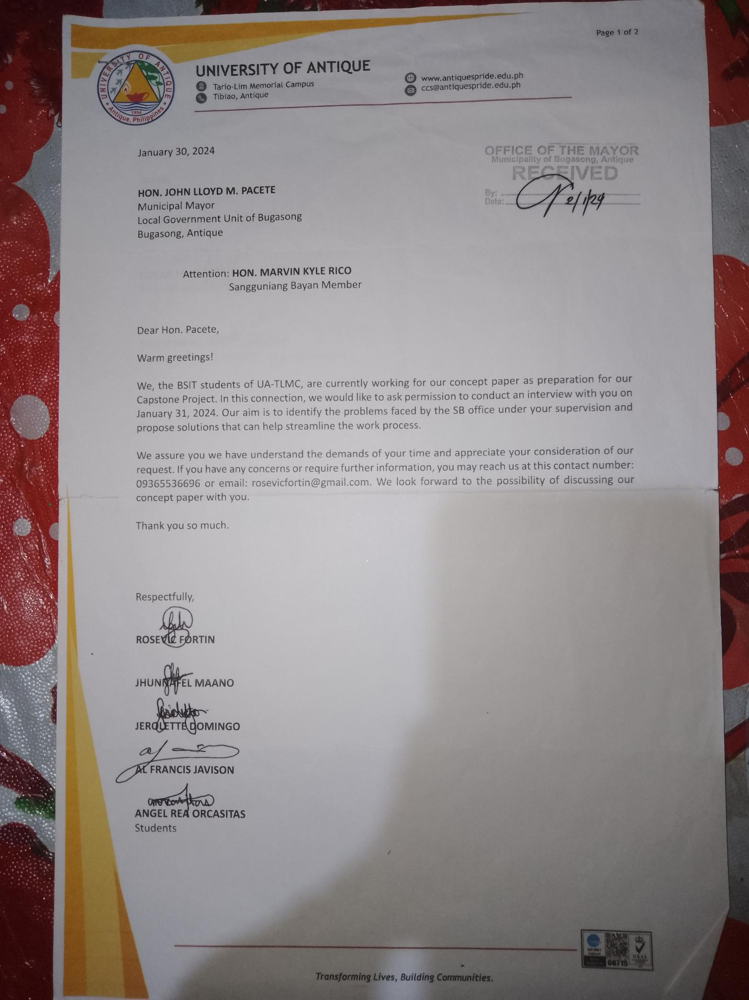 Page 1 of 2
UNIVERSITY OF ANTIQUE
Antique, Philippines
1954
UNIVERSITY OF ANTIQUE
Tario-Lim Memorial Campus
Tibiao, Antique
www.antiquespride.edu.ph
ccs@antiquespride.edu.ph
January 30, 2024
OFFICE OF THE MAYOR
Municipality of Bugasong, Antique
RECEIVED
By:
Date: 2/1/24
HON. JOHN LLOYD M. PACETE
Municipal Mayor
Local Government Unit of Bugasong
Bugasong, Antique
Attention: HON. MARVIN KYLE RICO
Sangguniang Bayan Member
Dear Hon. Pacete,
Warm greetings!
We, the BSIT students of UA-TLMC, are currently working for our concept paper as preparation for our
Capstone Project. In this connection, we would like to ask permission to conduct an interview with you on
January 31, 2024. Our aim is to identify the problems faced by the SB office under your supervision and
propose solutions that can help streamline the work process.
We assure you we have understand the demands of your time and appreciate your consideration of our
request. If you have any concerns or require further information, you may reach us at this contact number:
09365536696 or email: rosevicfortin@gmail.com. We look forward to the possibility of discussing our
concept paper with you.
Thank you so much.
Respectfully,
ROSEVIC FORTIN
MAANO
JEROLETTE DOMINGO
AL FRANCIS JAVISON
ANGEL REA ORCASITAS
Students
ISO 9001
UKAS
66715
Transforming Lives, Building Communities.